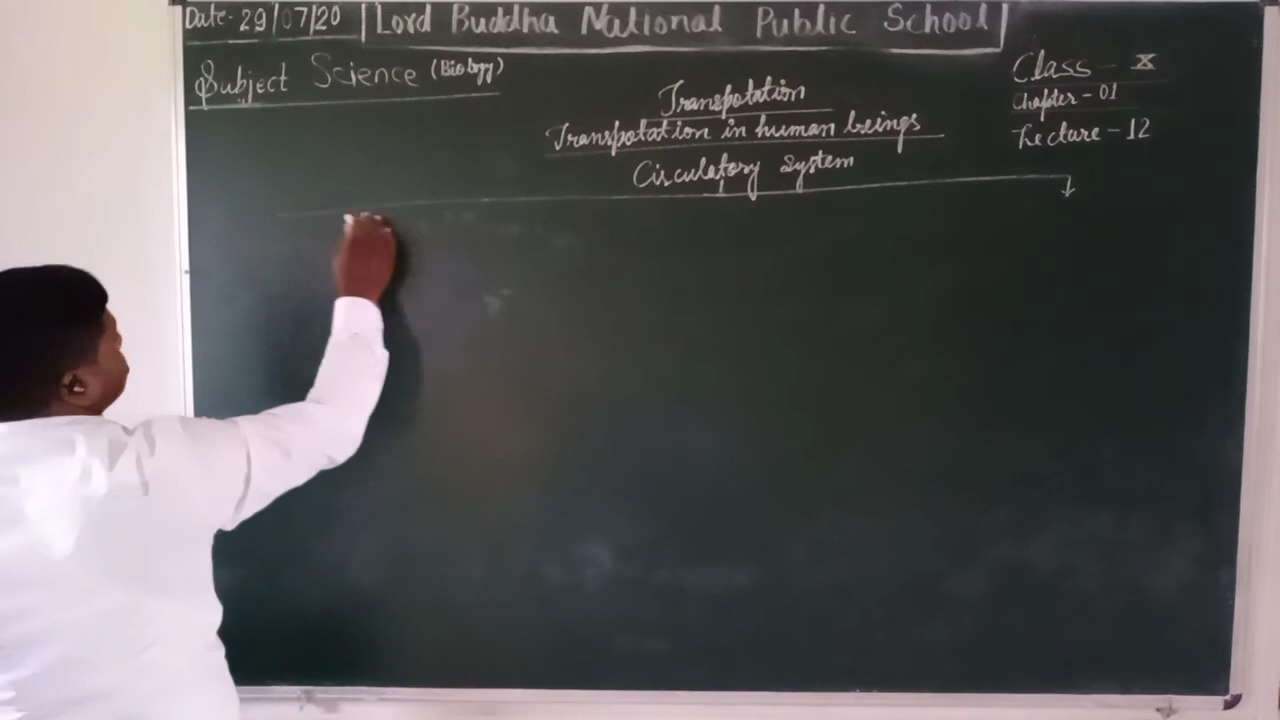 Date- 29/07/20 Lord Buddha National Public School
Subject Science (Biology)
Class - X
Chapter - 01
Lecture - 12
Transpotation
Transpotation in human beings
Circulatory System